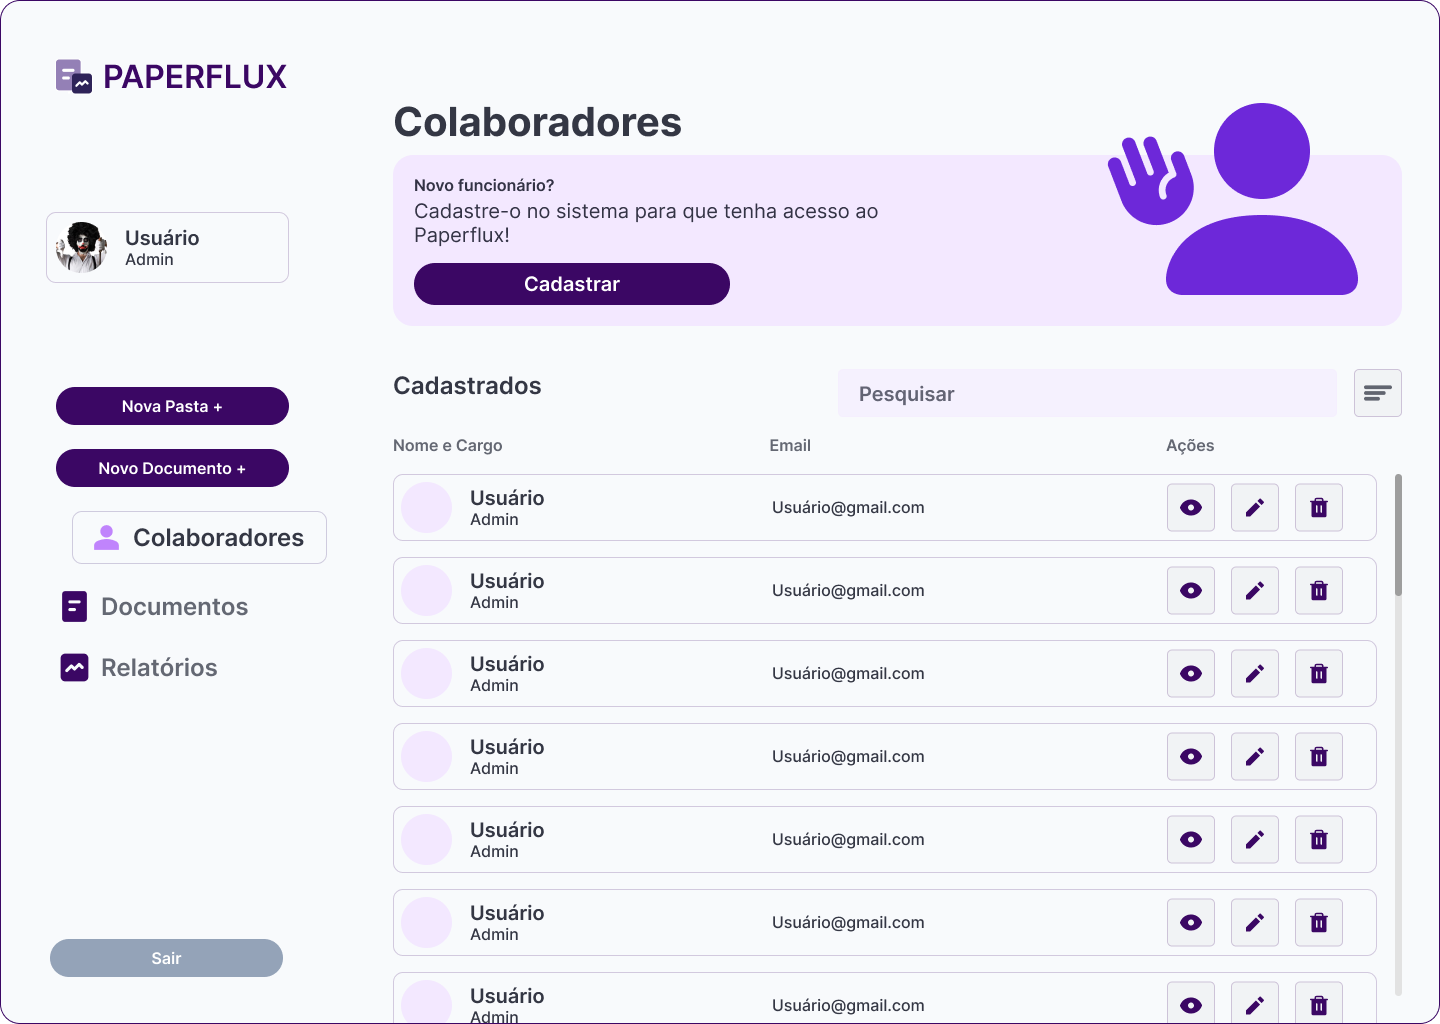 PAPERFLUX
Usuário
Admin
Nova Pasta +
Novo Documento +
Colaboradores
Documentos
Relatórios
Sair
Colaboradores
Novo funcionário?
Cadastre-o no sistema para que tenha acesso ao
Paperflux!
Cadastrar
Cadastrados
Pesquisar
Nome e Cargo Email Ações
Usuário
Admin
Usuário@gmail.com
Usuário
Admin
Usuário@gmail.com
Usuário
Admin
Usuário@gmail.com
Usuário
Admin
Usuário@gmail.com
Usuário
Admin
Usuário@gmail.com
Usuário
Admin
Usuário@gmail.com
Usuário
Admin
Usuário@gmail.com